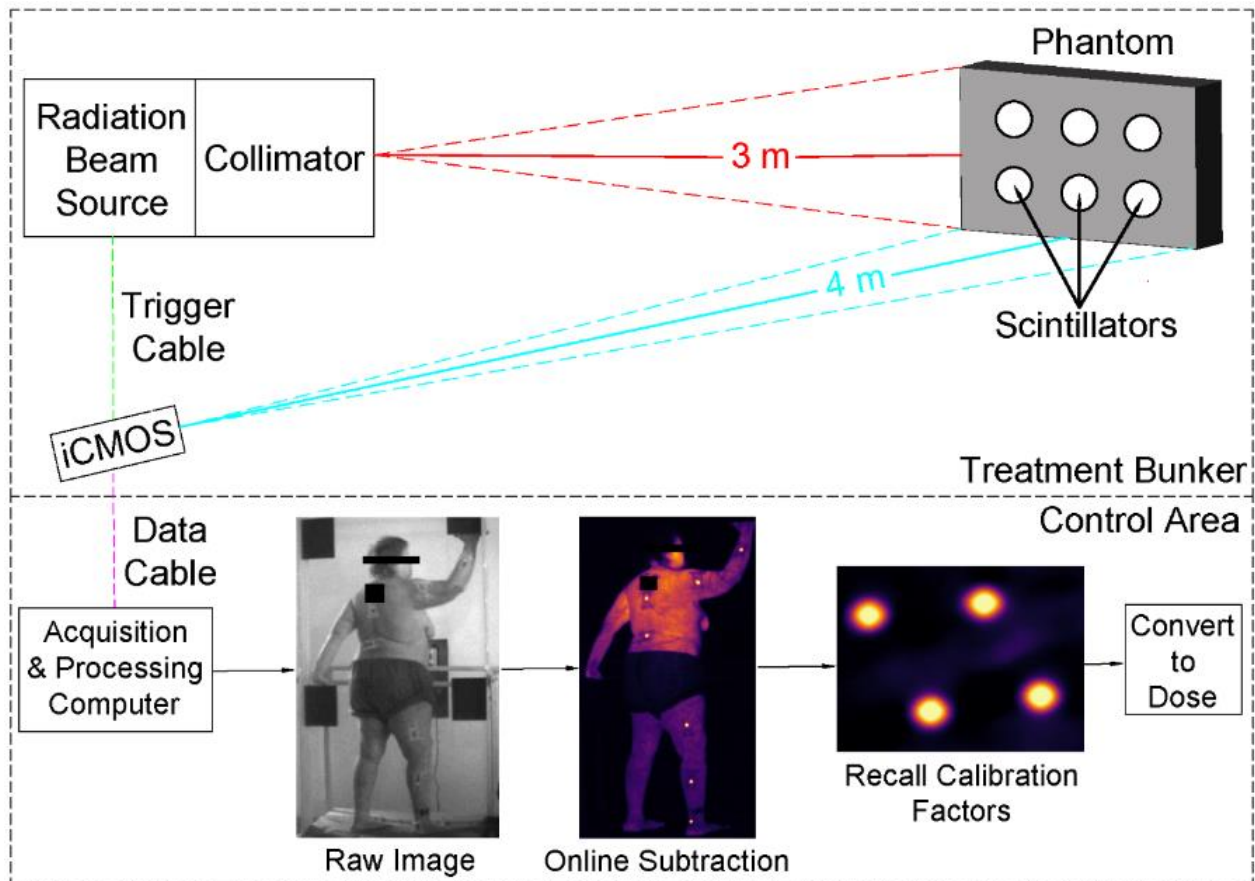 Phantom
Radiation
Beam
Source
Collimator
3 m
4 m
Scintillators
Trigger
Cable
iCMOS
Treatment Bunker
Control Area
Data
Cable
Acquisition
& Processing
Computer
Convert
to
Dose
Recall Calibration
Factors
Raw Image
Online Subtraction